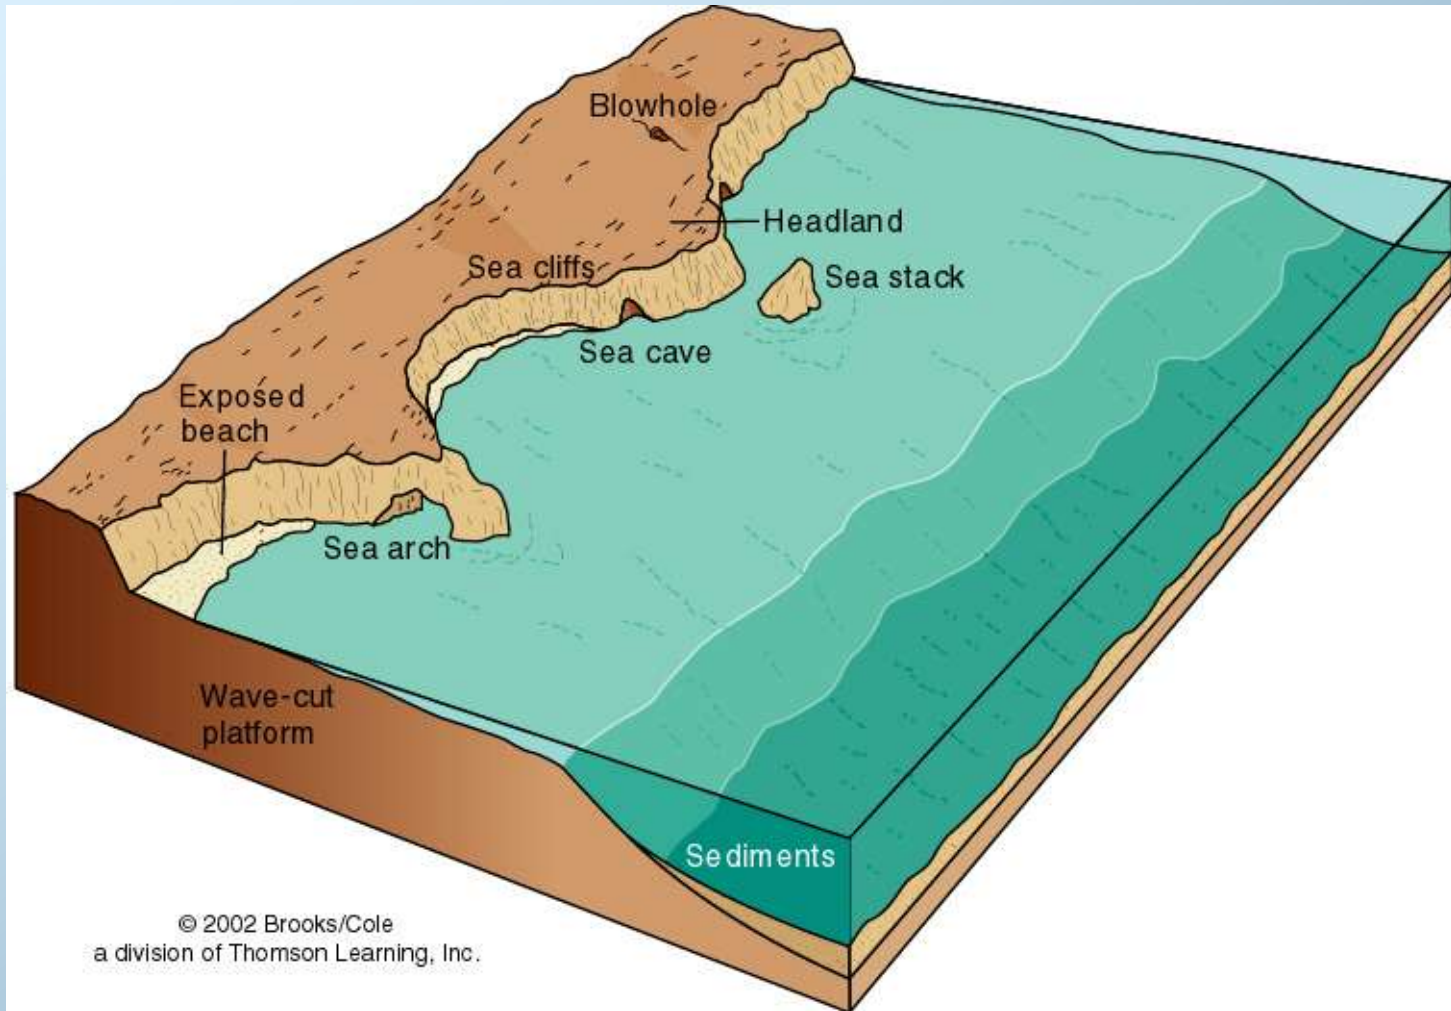 Blowhole
Headland
Sea cliffs
Sea stack
Sea cave
Exposed
beach
Sea arch
Wave-cut
platform
Sediments
© 2002 Brooks/Cole
a division of Thomson Learning, Inc.